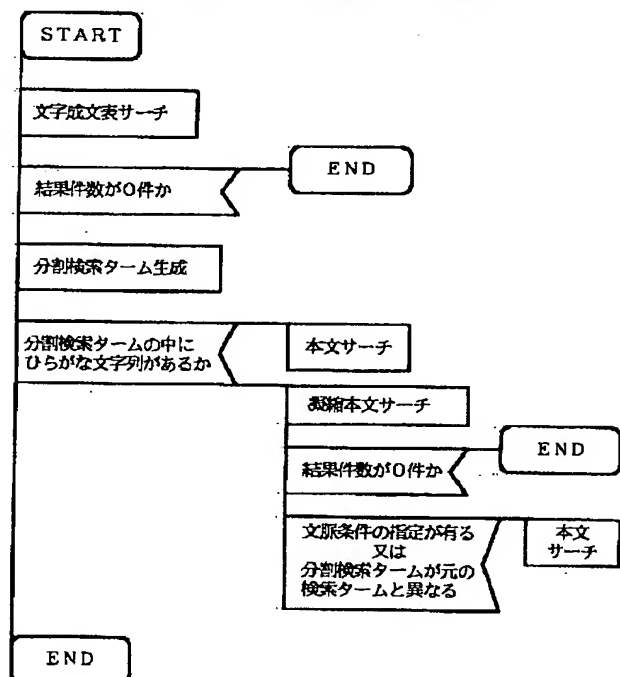 START
文字成文表サーチ
結果件数が0件か
END
分割検索ターム生成
分割検索タームの中に
ひらがな文字列があるか
本文サーチ
凝縮本文サーチ
結果件数が0件か
END
文脈条件の指定が有る
又は
分割検索タームが元の
検索タームと異なる
本文
サーチ
END